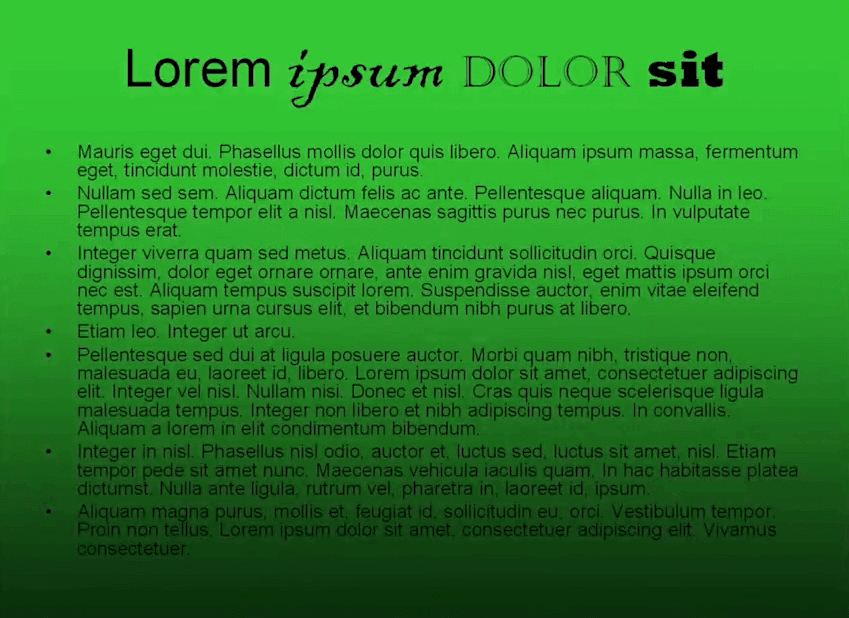 Lorem ipsum DOLOR sit
• Mauris eget dui. Phasellus mollis dolor quis libero. Aliquam ipsum massa, fermentum
eget, tincidunt molestie, dictum id, purus.
• Nullam sed sem. Aliquam dictum felis ac ante. Pellentesque aliquam. Nulla in leo.
Pellentesque tempor elit a nisl. Maecenas sagittis purus nec purus. In vulputate
tempus erat.
• Integer viverra quam sed metus. Aliquam tincidunt sollicitudin orci. Quisque
dignissim, dolor eget ornare ornare, ante enim gravida nisl, eget mattis ipsum orci
nec est. Aliquam tempus suscipit lorem. Suspendisse auctor, enim vitae eleifend
tempus, sapien urna cursus elit, et bibendum nibh purus at libero.
• Etiam leo. Integer ut arcu.
• Pellentesque sed dui at ligula posuere auctor. Morbi quam nibh, tristique non,
malesuada eu, laoreet id, libero. Lorem ipsum dolor sit amet, consectetuer adipiscing
elit. Integer vel nisl. Nullam nisi. Donec et nisl. Cras quis neque scelerisque ligula
malesuada tempus. Integer non libero et nibh adipiscing tempus. In convallis.
Aliquam a lorem in elit condimentum bibendum.
• Integer in nisl. Phasellus nisl odio, auctor et, luctus sed, luctus sit amet, nisl. Etiam
tempor pede sit amet nunc. Maecenas vehicula iaculis quam. In hac habitasse platea
dictumst. Nulla ante ligula, rutrum vel, pharetra in, laoreet id, ipsum.
• Aliquam magna purus, mollis et, feugiat id, sollicitudin eu, orci. Vestibulum tempor.
Proin non tellus. Lorem ipsum dolor sit amet, consectetuer adipiscing elit. Vivamus
consectetuer.